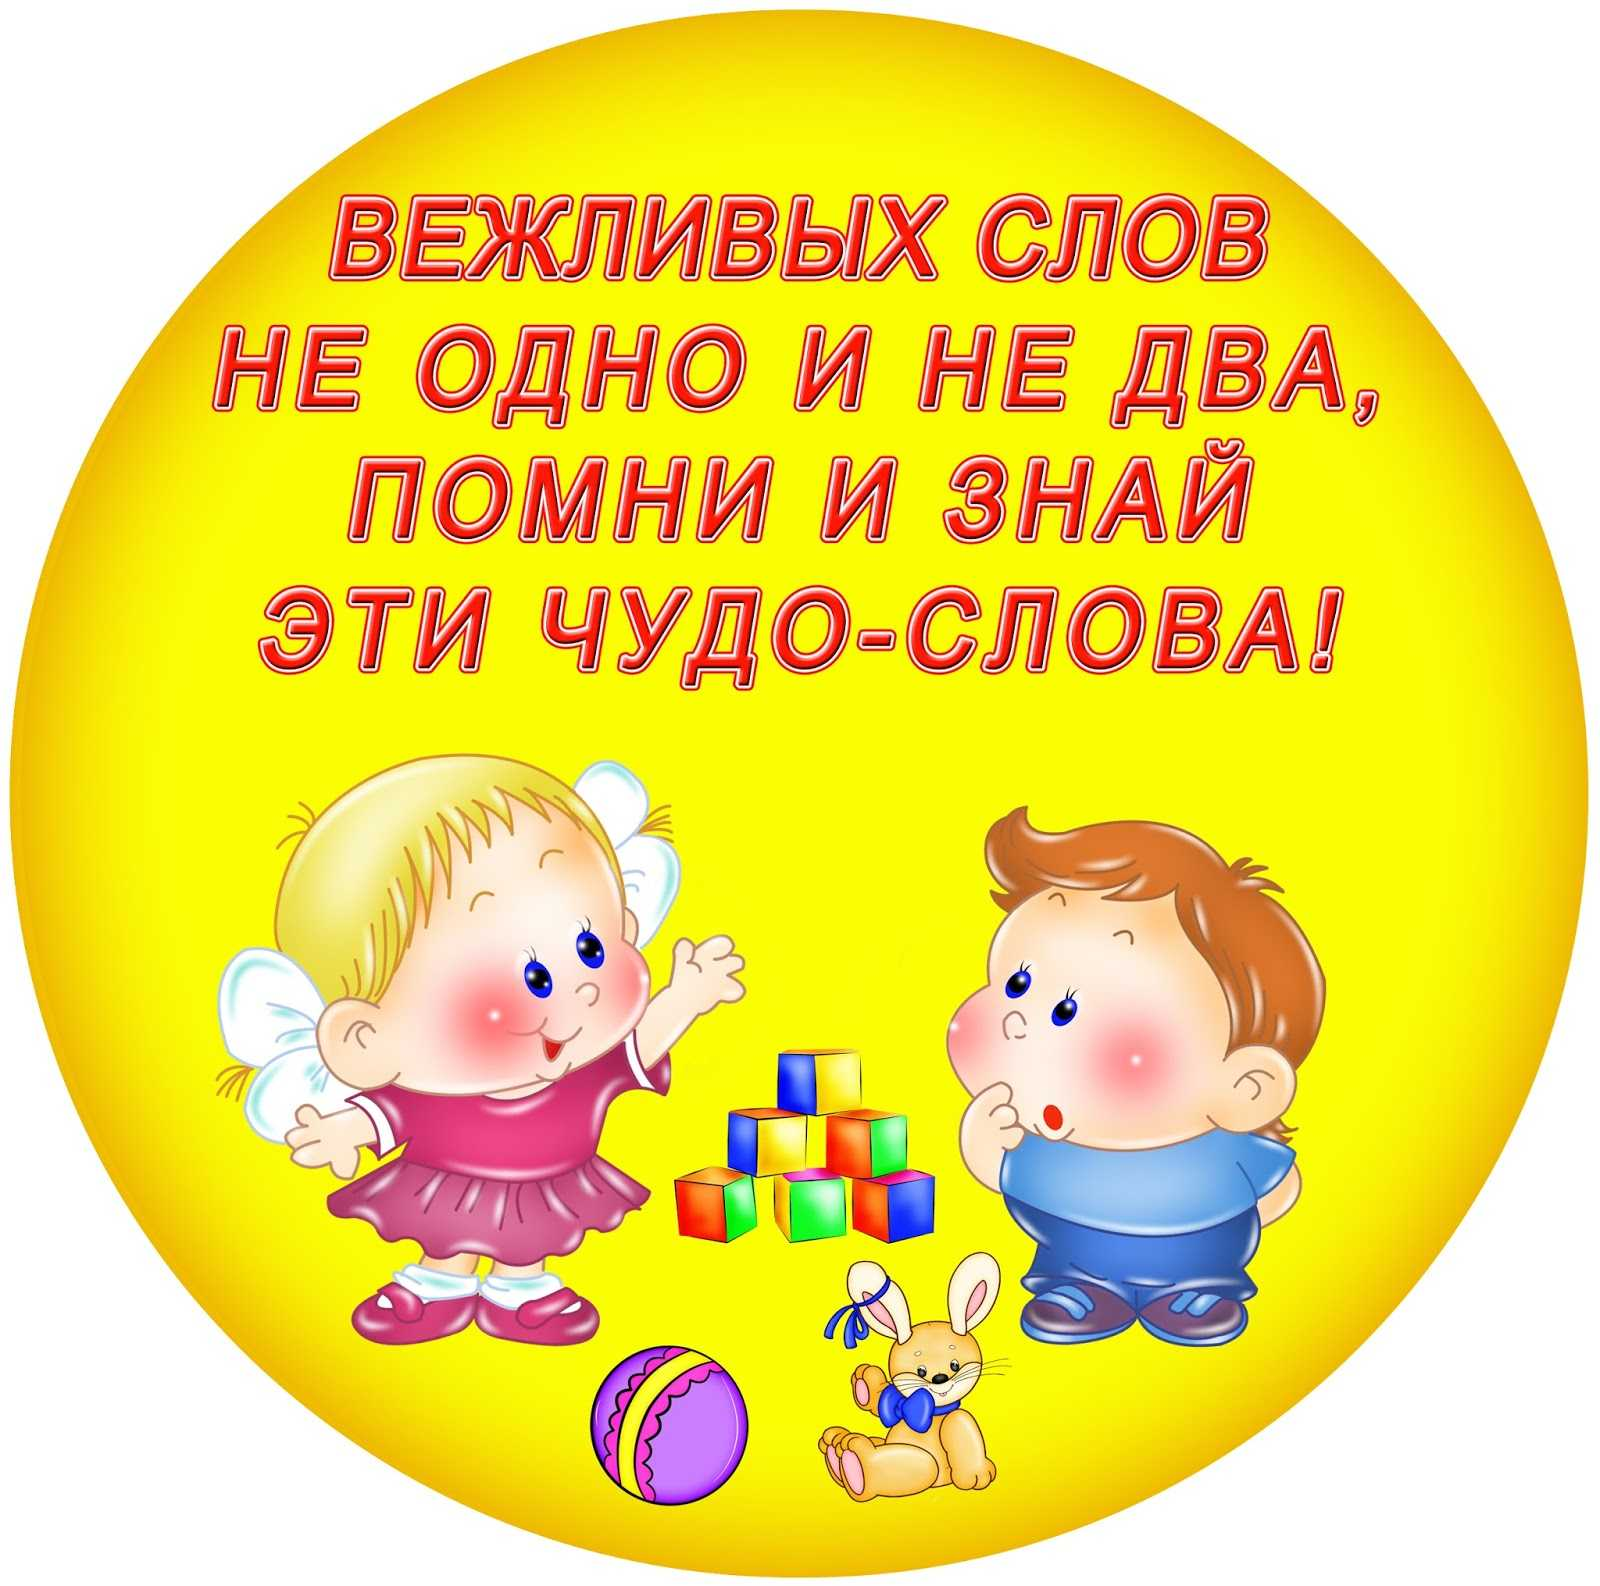 ВЕЖЛИВЫХ СЛОВ
НЕ ОДНО И НЕ ДВА,
ПОМНИ И ЗНАЙ
ЭТИ ЧУДО-СЛОВА!